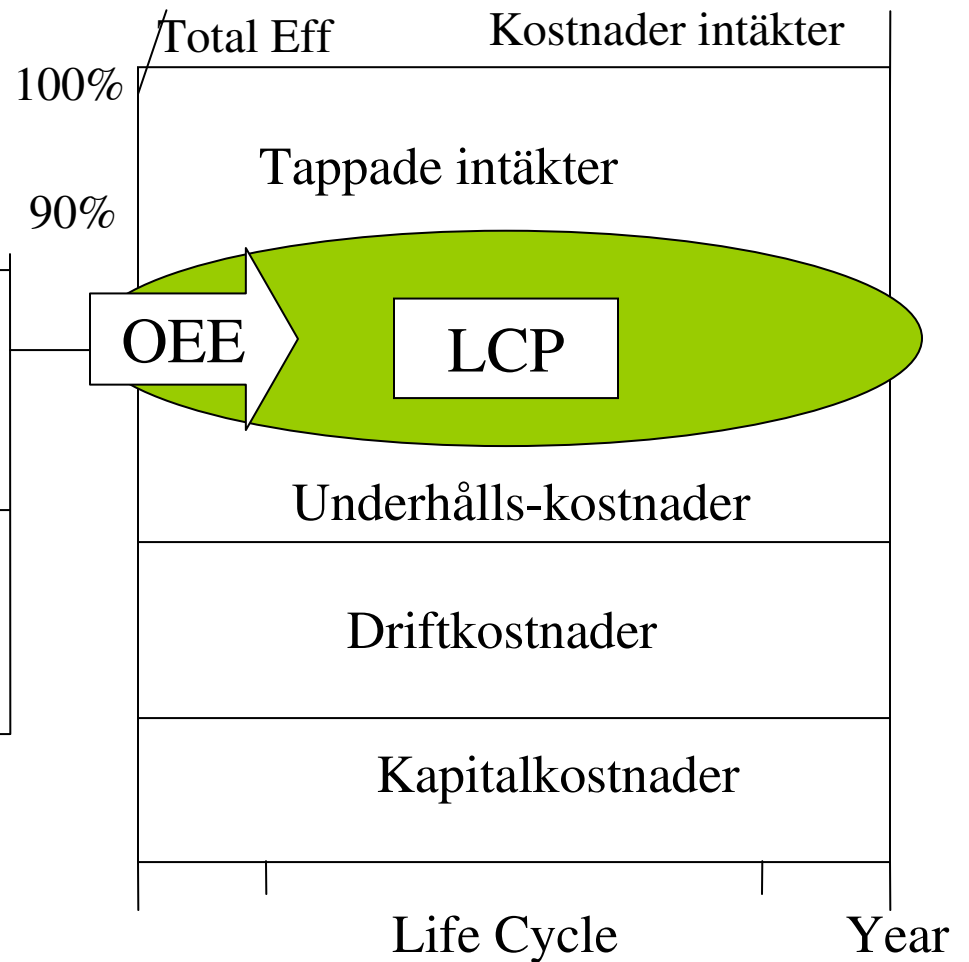 Total Eff
Kostnader intäkter
100%
Tappade intäkter
90%
OEE
LCP
Underhålls-kostnader
Driftkostnader
Kapitalkostnader
Life Cycle
Year